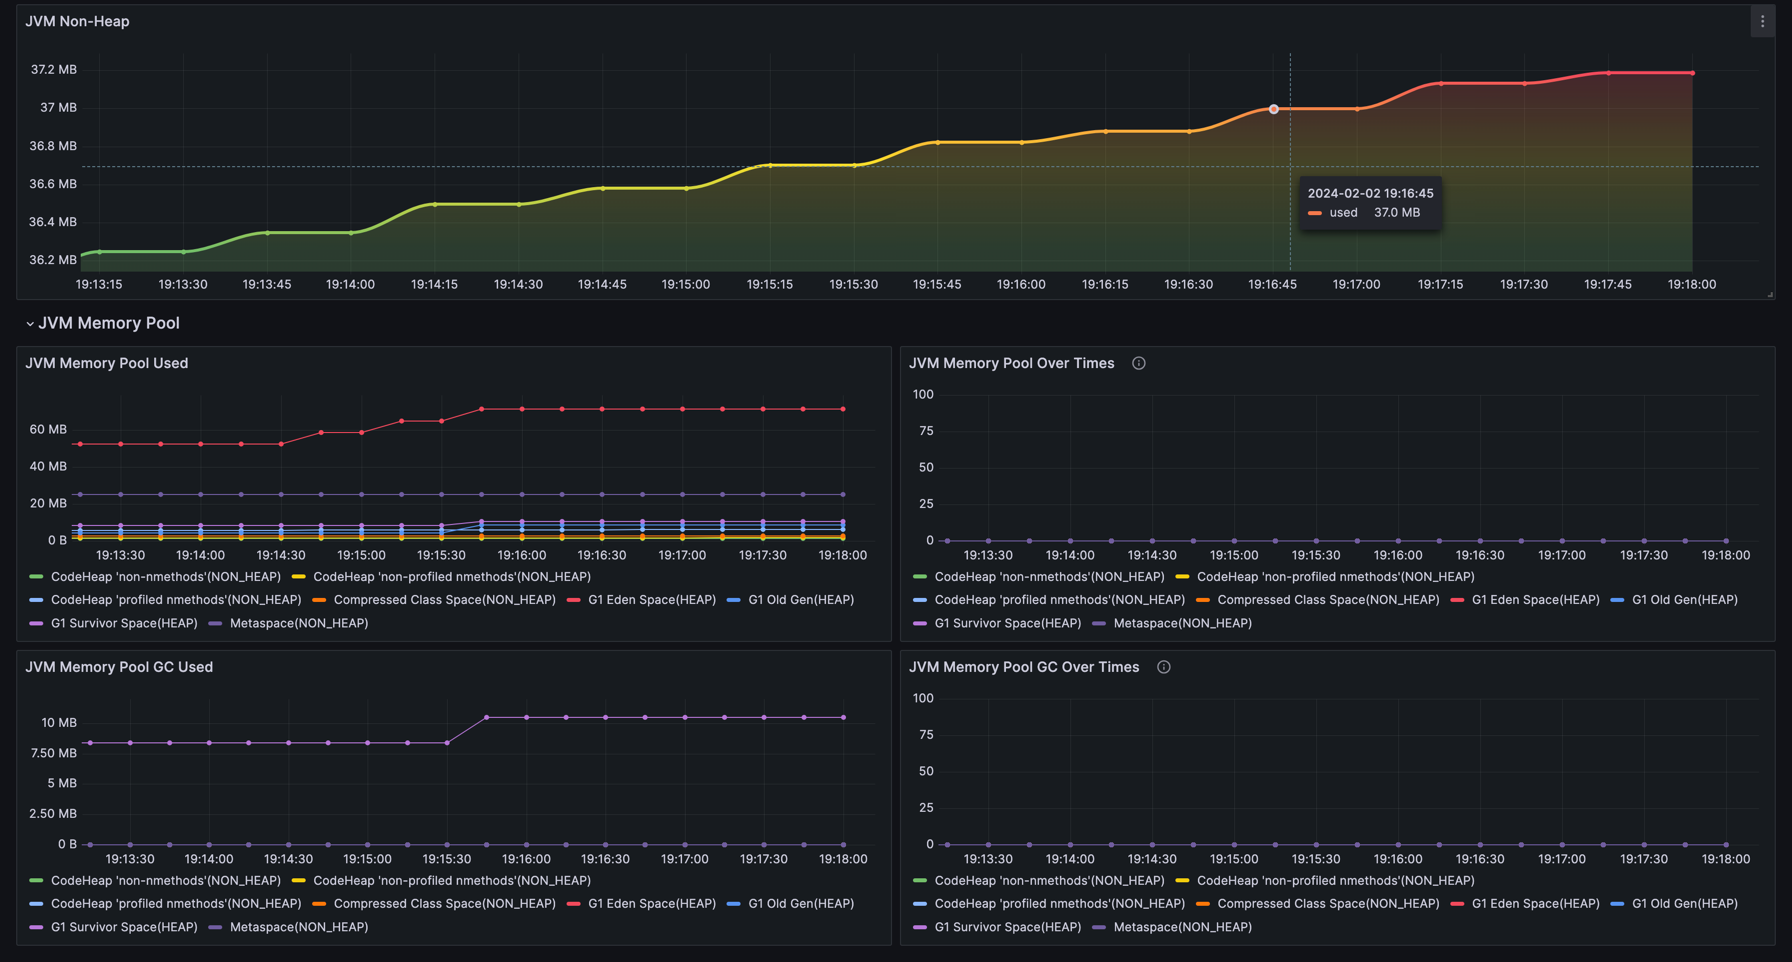 JVM Non-Heap
37.2 MB
37 MB
36.8 MB
36.6 MB
36.4 MB
36.2 MB
2024-02-02 19:16:45
used 37.0 MB
19:13:15 19:13:30 19:13:45 19:14:00 19:14:15 19:14:30 19:14:45 19:15:00 19:15:15 19:15:30 19:15:45 19:16:00 19:16:15 19:16:30 19:16:45 19:17:00 19:17:15 19:17:30 19:17:45 19:18:00
JVM Memory Pool
JVM Memory Pool Used
60 MB
40 MB
20 MB
0 B
19:13:30 19:14:00 19:14:30 19:15:00 19:15:30 19:16:00 19:16:30 19:17:00 19:17:30 19:18:00
CodeHeap 'non-nmethods'(NON_HEAP) CodeHeap 'non-profiled nmethods'(NON_HEAP)
CodeHeap 'profiled nmethods'(NON_HEAP) Compressed Class Space(NON_HEAP) G1 Eden Space(HEAP) G1 Old Gen(HEAP)
G1 Survivor Space(HEAP) Metaspace(NON_HEAP)
JVM Memory Pool Over Times
100
75
50
25
0
19:13:30 19:14:00 19:14:30 19:15:00 19:15:30 19:16:00 19:16:30 19:17:00 19:17:30 19:18:00
CodeHeap 'non-nmethods'(NON_HEAP) CodeHeap 'non-profiled nmethods'(NON_HEAP)
CodeHeap 'profiled nmethods'(NON_HEAP) Compressed Class Space(NON_HEAP) G1 Eden Space(HEAP) G1 Old Gen(HEAP)
G1 Survivor Space(HEAP) Metaspace(NON_HEAP)
JVM Memory Pool GC Used
10 MB
7.50 MB
5 MB
2.50 MB
0 B
19:13:30 19:14:00 19:14:30 19:15:00 19:15:30 19:16:00 19:16:30 19:17:00 19:17:30 19:18:00
CodeHeap 'non-nmethods'(NON_HEAP) CodeHeap 'non-profiled nmethods'(NON_HEAP)
CodeHeap 'profiled nmethods'(NON_HEAP) Compressed Class Space(NON_HEAP) G1 Eden Space(HEAP) G1 Old Gen(HEAP)
G1 Survivor Space(HEAP) Metaspace(NON_HEAP)
JVM Memory Pool GC Over Times
100
75
50
25
0
19:13:30 19:14:00 19:14:30 19:15:00 19:15:30 19:16:00 19:16:30 19:17:00 19:17:30 19:18:00
CodeHeap 'non-nmethods'(NON_HEAP) CodeHeap 'non-profiled nmethods'(NON_HEAP)
CodeHeap 'profiled nmethods'(NON_HEAP) Compressed Class Space(NON_HEAP) G1 Eden Space(HEAP) G1 Old Gen(HEAP)
G1 Survivor Space(HEAP) Metaspace(NON_HEAP)